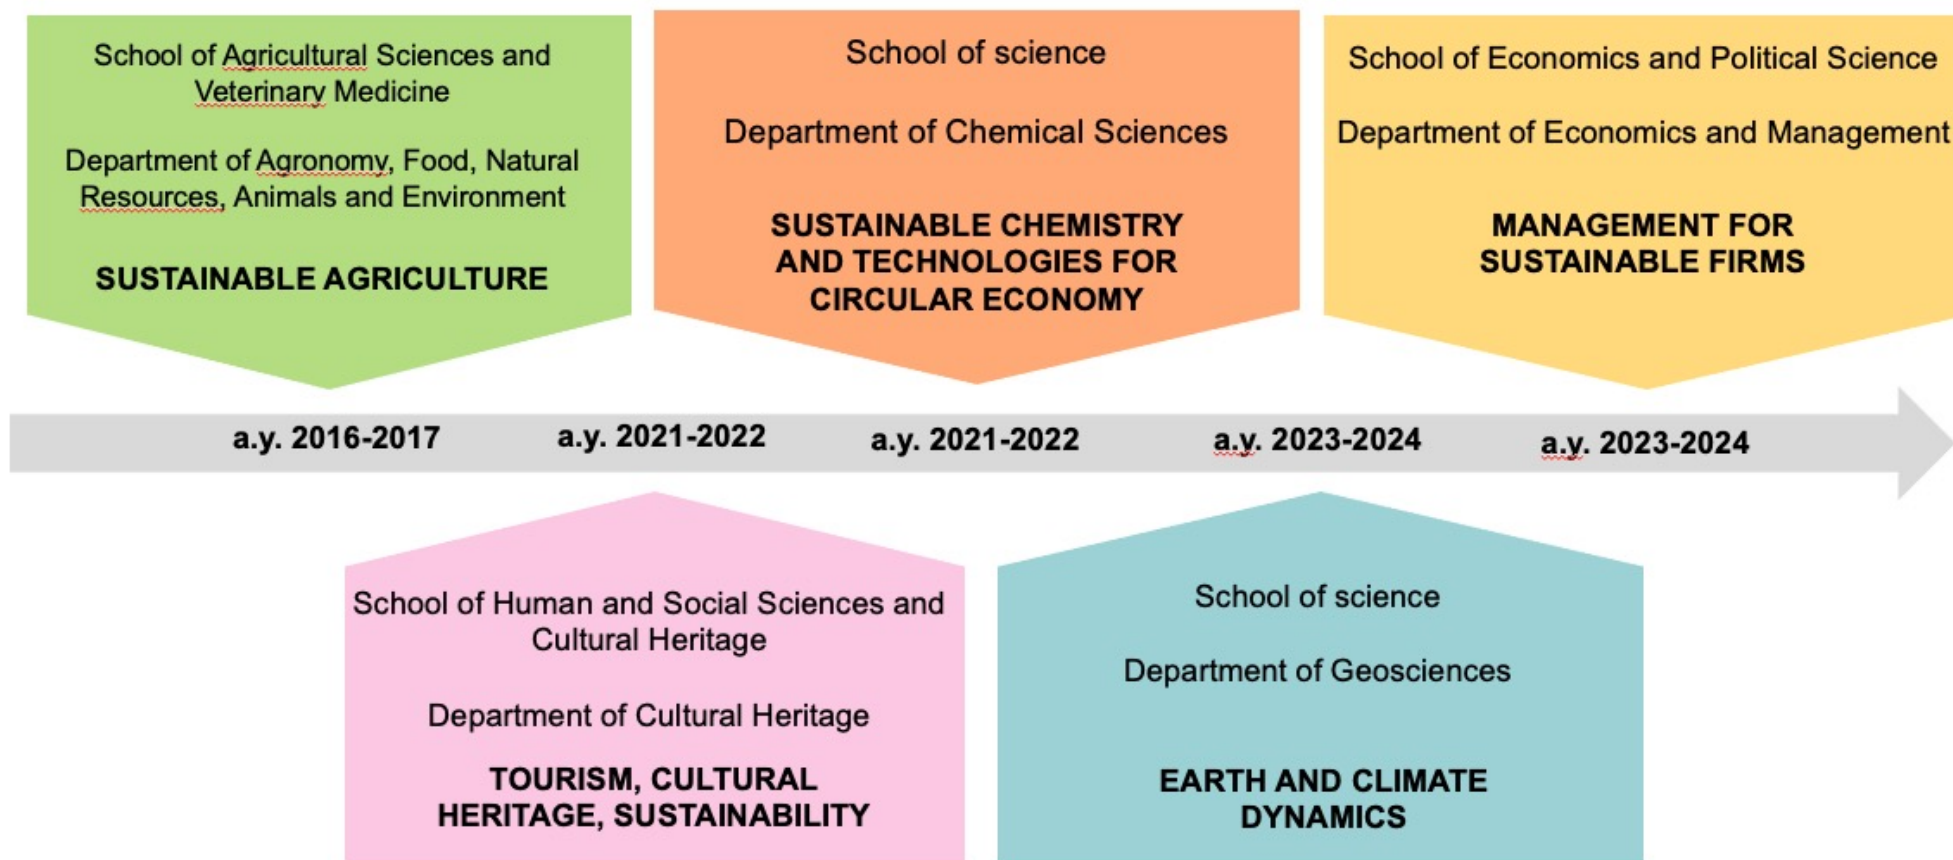 School of Agricultural Sciences and
Veterinary Medicine
Department of Agronomy, Food, Natural
Resources, Animals and Environment
SUSTAINABLE AGRICULTURE
School of science
Department of Chemical Sciences
SUSTAINABLE CHEMISTRY
AND TECHNOLOGIES FOR
CIRCULAR ECONOMY
School of Economics and Political Science
Department of Economics and Management
MANAGEMENT FOR
SUSTAINABLE FIRMS
a.y. 2016-2017
a.y. 2021-2022
a.y. 2021-2022
a.y. 2023-2024
a.y. 2023-2024
School of Human and Social Sciences and
Cultural Heritage
Department of Cultural Heritage
TOURISM, CULTURAL
HERITAGE, SUSTAINABILITY
School of science
Department of Geosciences
EARTH AND CLIMATE
DYNAMICS